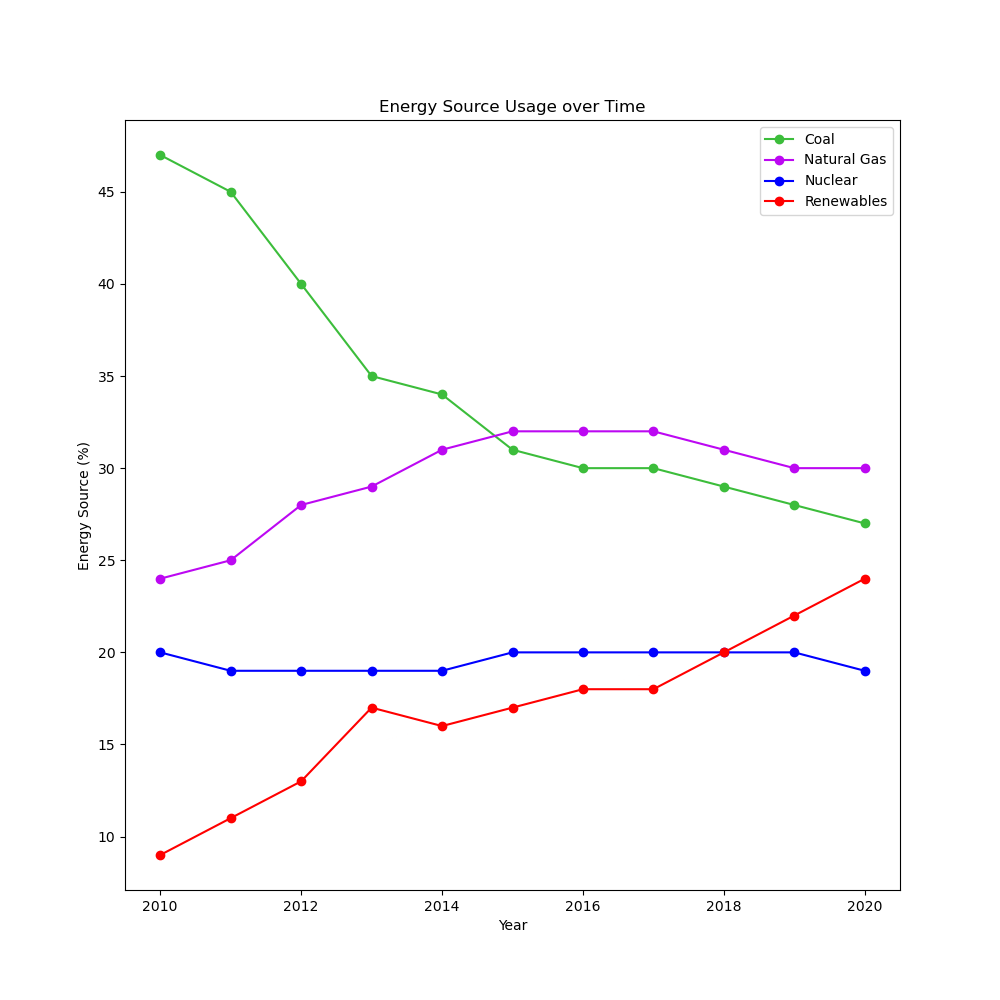 Energy Source Usage over Time
Coal
Natural Gas
Nuclear
Renewables
45
40
35
30
25
20
15
10
Energy Source (%)
2010 2012 2014 2016 2018 2020
Year